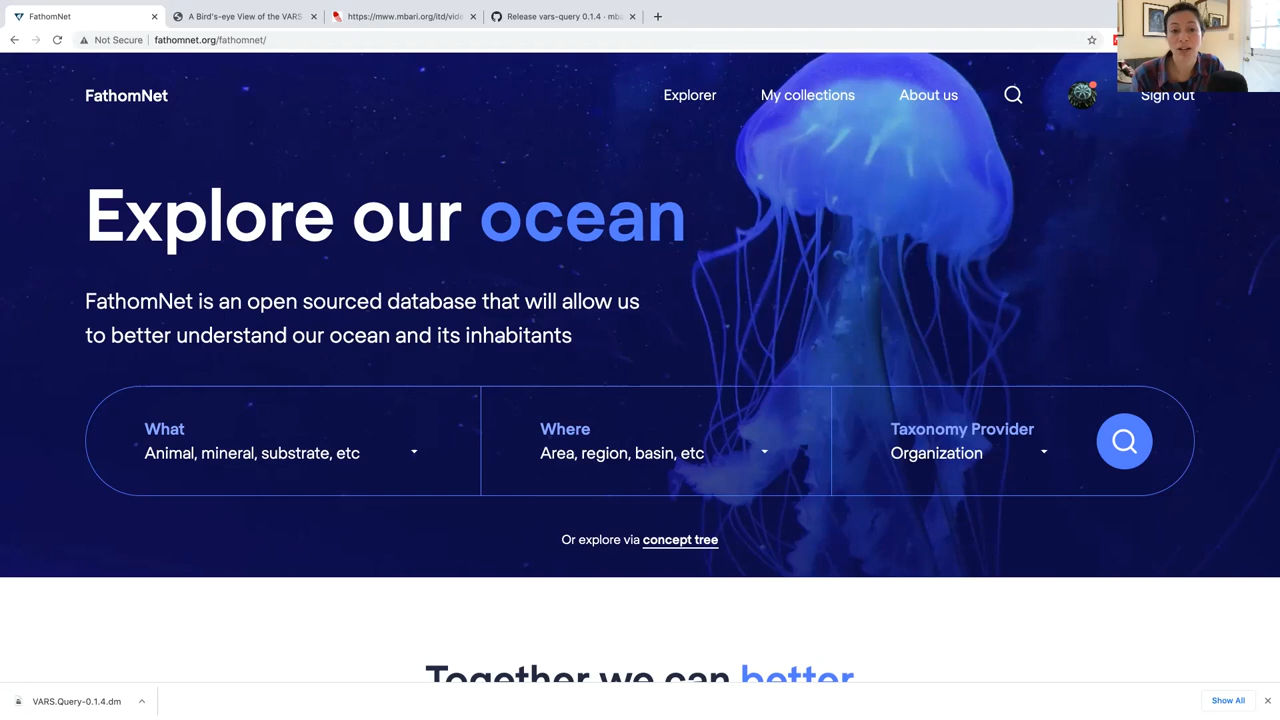 FathomNet
A Bird's-eye View of the VARS
https://mww.mbari.org/itd/vide
Release vars-query 0.1.4 · mba
Not Secure
fathomnet.org/fathomnet/
FathomNet
Explorer
My collections
About us
Sign out
Explore our ocean
FathomNet is an open sourced database that will allow us
to better understand our ocean and its inhabitants
What
Animal, mineral, substrate, etc
Where
Area, region, basin, etc
Taxonomy Provider
Organization
Or explore via concept tree
Together we can better
VARS.Query-0.1.4.dm
Show All